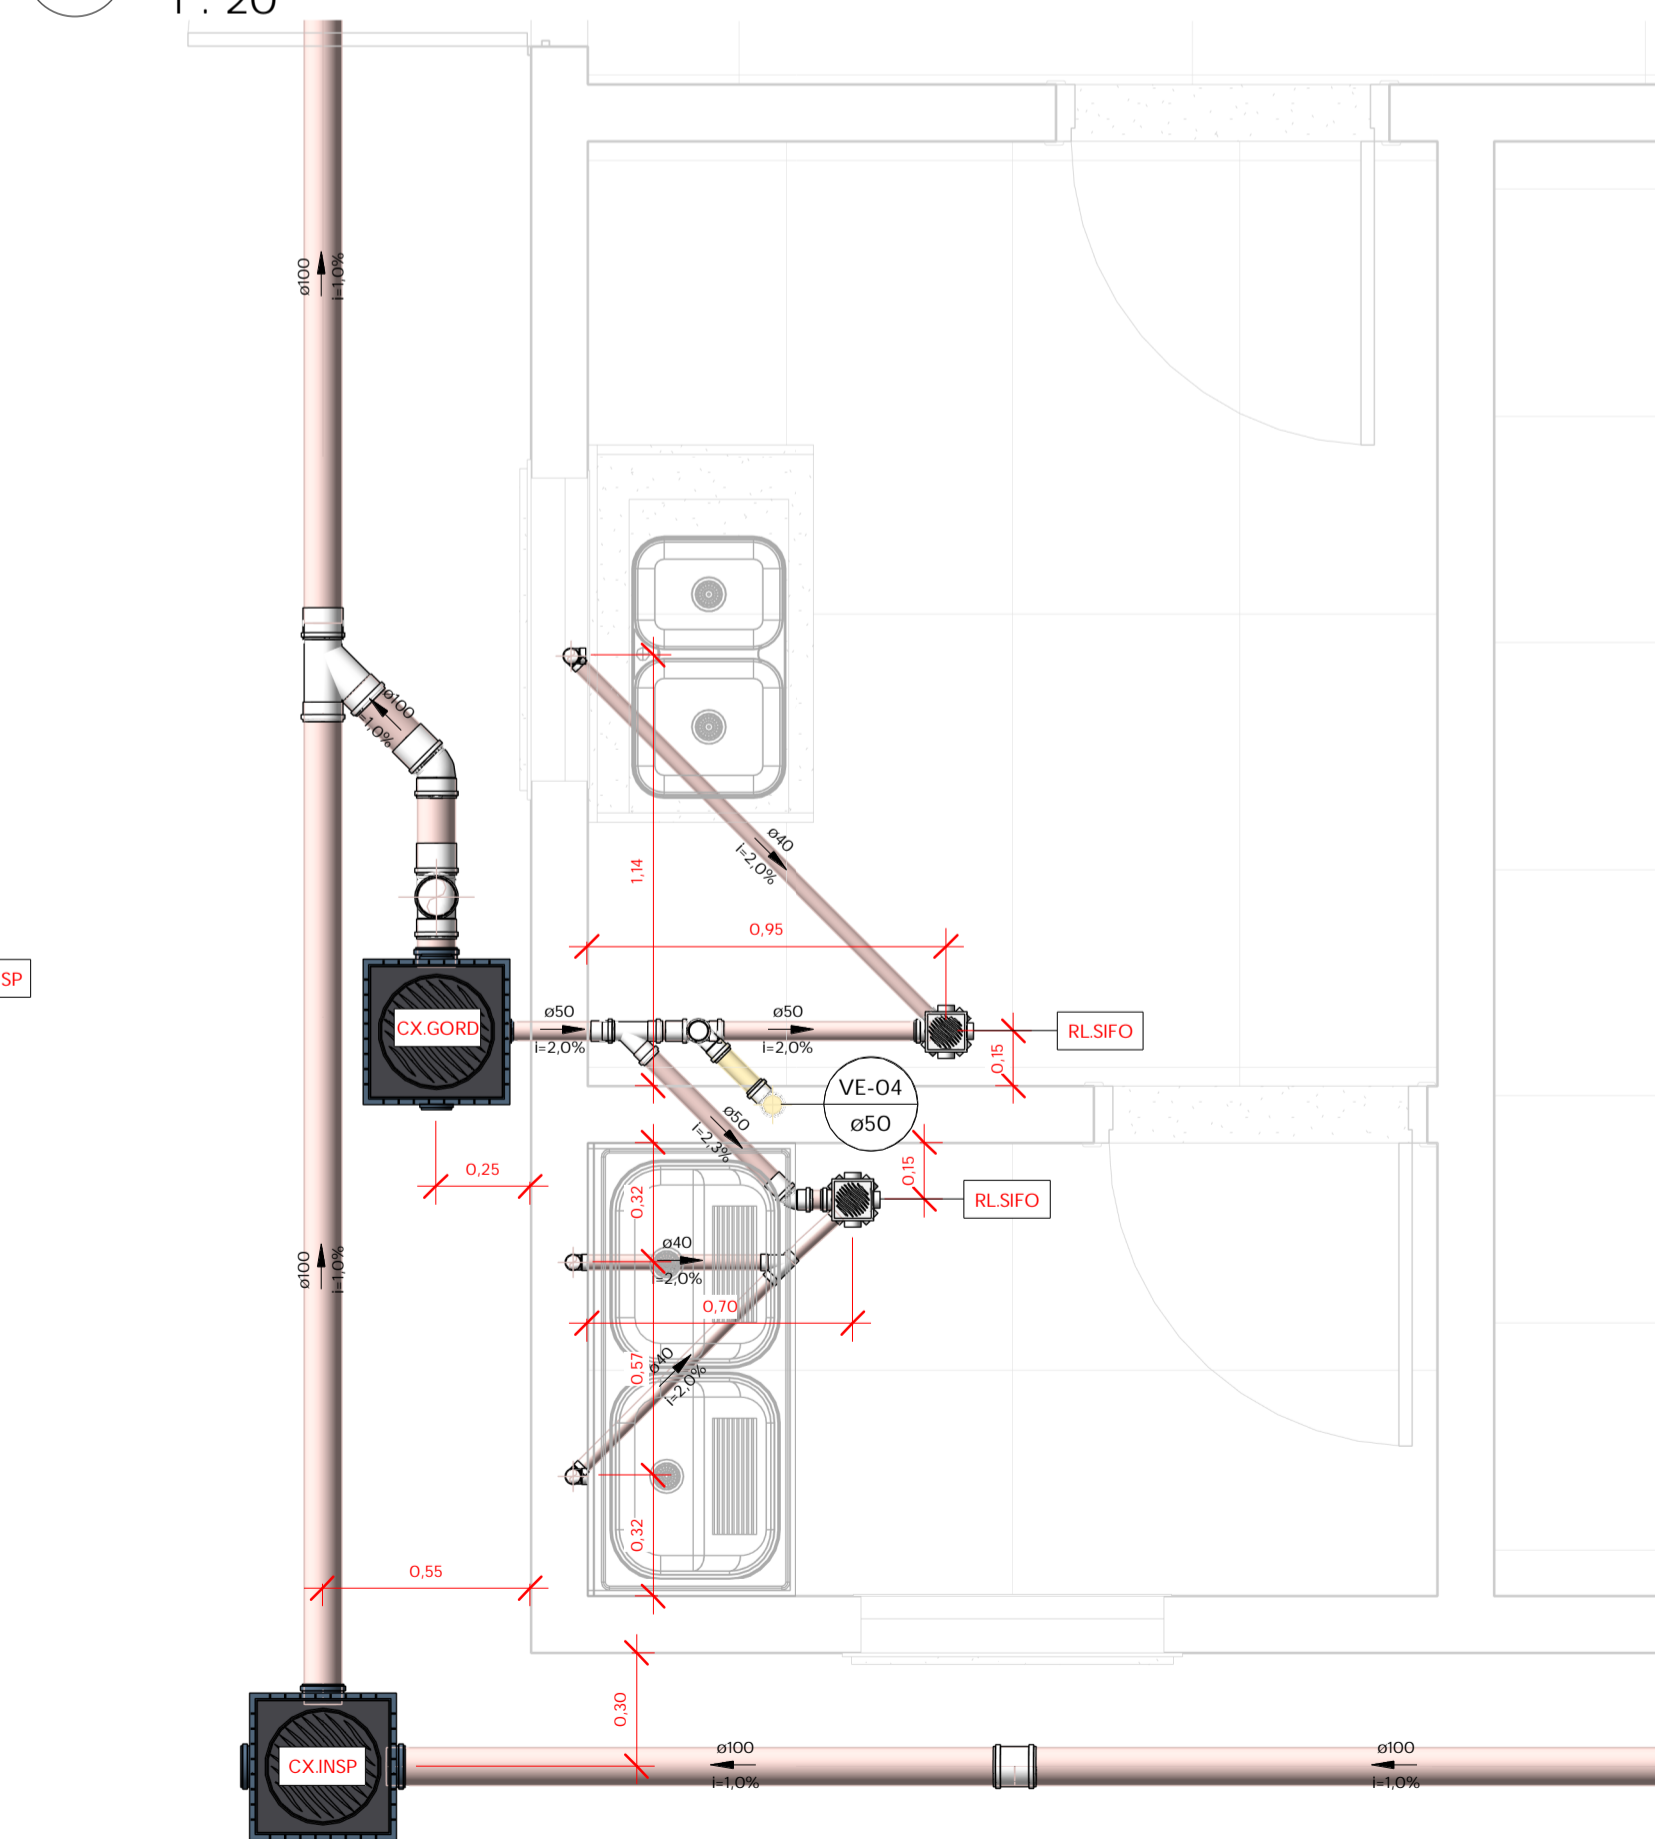 1 : 20
ø100
i=1,0%
ø100
i=1,0%
1,14
ø40
i=2,0%
0,95
SP
CX.GORD
ø50
i=2,0%
ø50
i=2,0%
RL.SIFO
0,15
VE-04
ø50
ø50
i=2,3%
0,15
0,25
0,32
RL.SIFO
ø40
i=2,0%
ø100
i=1,0%
0,70
0,57
ø40
i=2,0%
0,32
0,55
0,30
CX.INSP
ø100
i=1,0%
ø100
i=1,0%